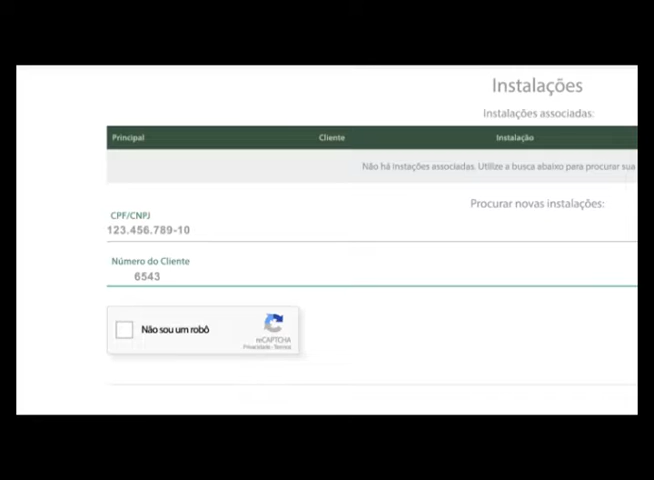 Instalações
Instalações associadas:
Principal Cliente Instalação
Não há instações associadas. Utilize a busca abaixo para procurar sua
Procurar novas instalações:
CPF/CNPJ
123.456.789-10
Número do Cliente
6543
Não sou um robô
reCAPTCHA
Privacidade - Termos